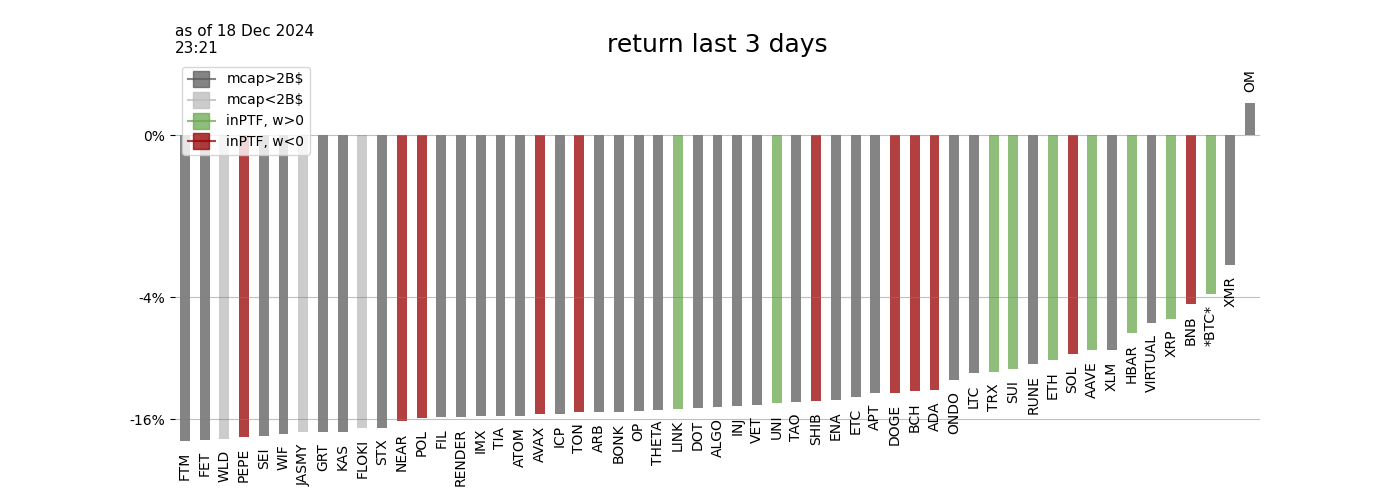 as of 18 Dec 2024
23:21
return last 3 days
mcap>2B$
mcap<2B$
inPTF, w>0
inPTF, w<0
0%
-4%
-16%
FTM
FET
WLD
PEPE
SEI
WIF
JASMY
GRT
KAS
FLOKI
STX
NEAR
POL
FIL
RENDER
IMX
TIA
ATOM
AVAX
ICP
TON
ARB
BONK
OP
THETA
LINK
DOT
ALGO
INJ
VET
UNI
TAO
SHIB
ENA
ETC
APT
DOGE
BCH
ADA
ONDO
LTC
TRX
SUI
RUNE
ETH
SOL
AAVE
XLM
HBAR
VIRTUAL
XRP
BNB
*BTC*
XMR
OM